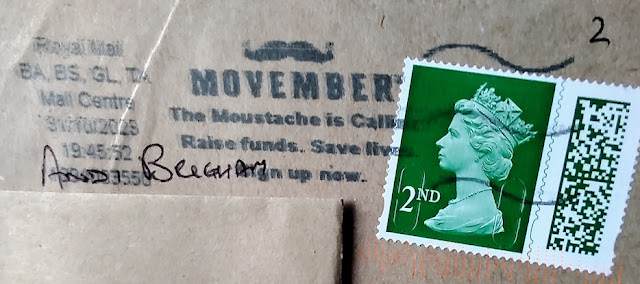 Royal Mail
BA, BS, GL, TA
Mail Centre
31/10/2023
19:45:52
MOVEMBER
The Moustache is Calling
Raise funds. Save lives.
Sign up now.
2
2ND